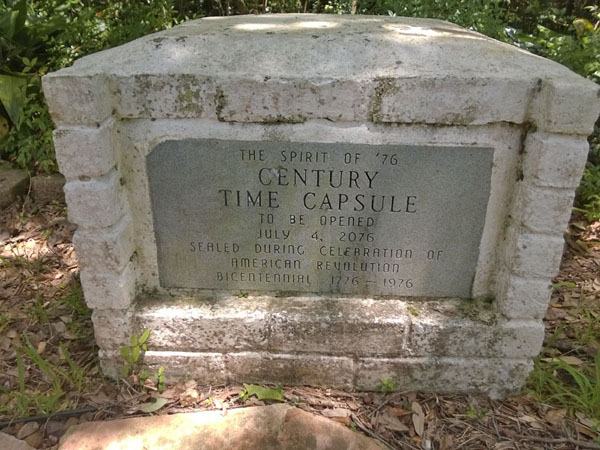 THE SPIRIT OF '76
CENTURY
TIME CAPSULE
TO BE OPENED
JULY 4, 2076
SEALED DURING CELEBRATION OF
AMERICAN REVOLUTION
BICENTENNIAL 1776 – 1976